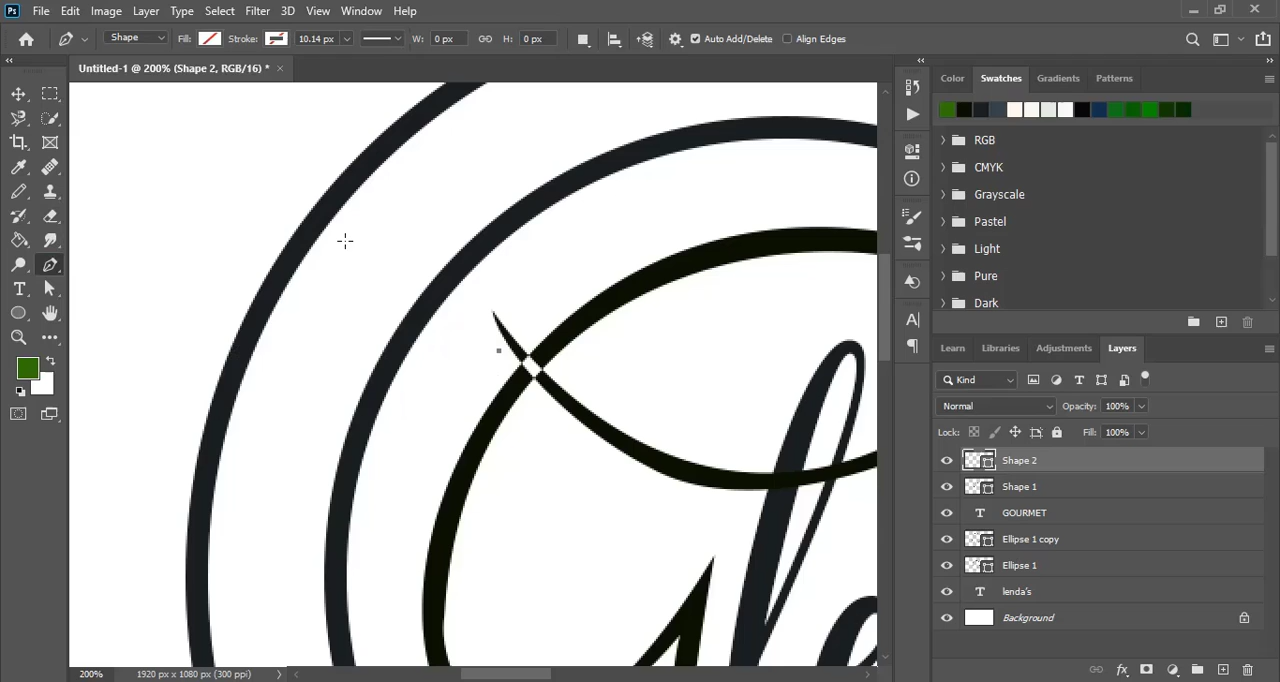 Ps File Edit Image Layer Type Select Filter 3D View Window Help
Shape Fill: Stroke: 10.14 px W: 0 px H: 0 px Auto Add/Delete Align Edges
Untitled-1 @ 200% (Shape 2, RGB/16) * ×
Color Swatches Gradients Patterns
RGB
CMYK
Grayscale
Pastel
Light
Pure
Dark
Learn Libraries Adjustments Layers
Kind
Normal Opacity: 100%
Lock: Fill: 100%
Shape 2
Shape 1
GOURMET
Ellipse 1 copy
Ellipse 1
lenda's
Background
200% 1920 px x 1080 px (300 ppi)